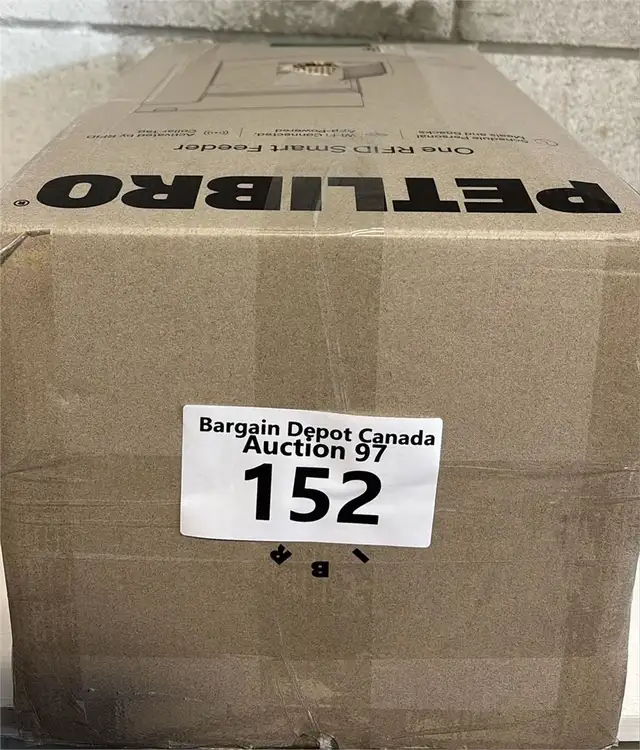 PETLIBRO®
One RFID Smart Feeder
Schedule Personal
Meals and Snacks
Wi-Fi Connected,
App-Powered
Activated by RFID
Collar Tag
Bargain Depot Canada
Auction 97
152
I B R